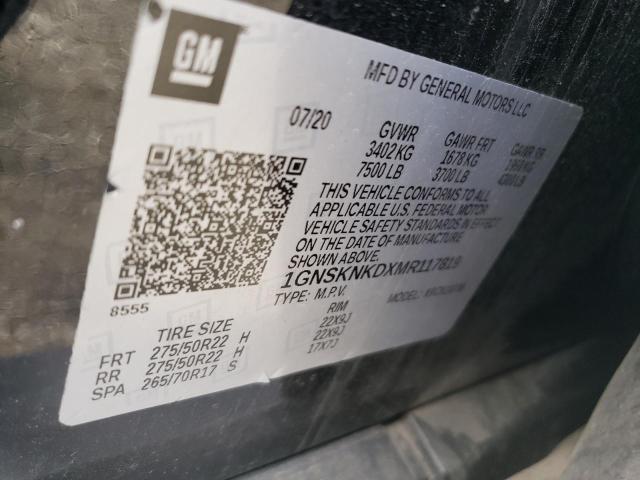 GM
MFD BY GENERAL MOTORS LLC
07/20
GVWR GAWR FRT GAWR RR
3402 KG 1678 KG
7500 LB 3700 LB
THIS VEHICLE CONFORMS TO ALL
APPLICABLE U.S. FEDERAL MOTOR
VEHICLE SAFETY STANDARDS IN EFFECT
ON THE DATE OF MANUFACTURE
SHOWN ABOVE.
1GNSKNKDXMR117819
TYPE: M.P.V. MODEL:
8555
TIRE SIZE RIM
FRT 275/50R22 H 22X9J
RR 275/50R22 H 22X9J
SPA 265/70R17 S 17X7J